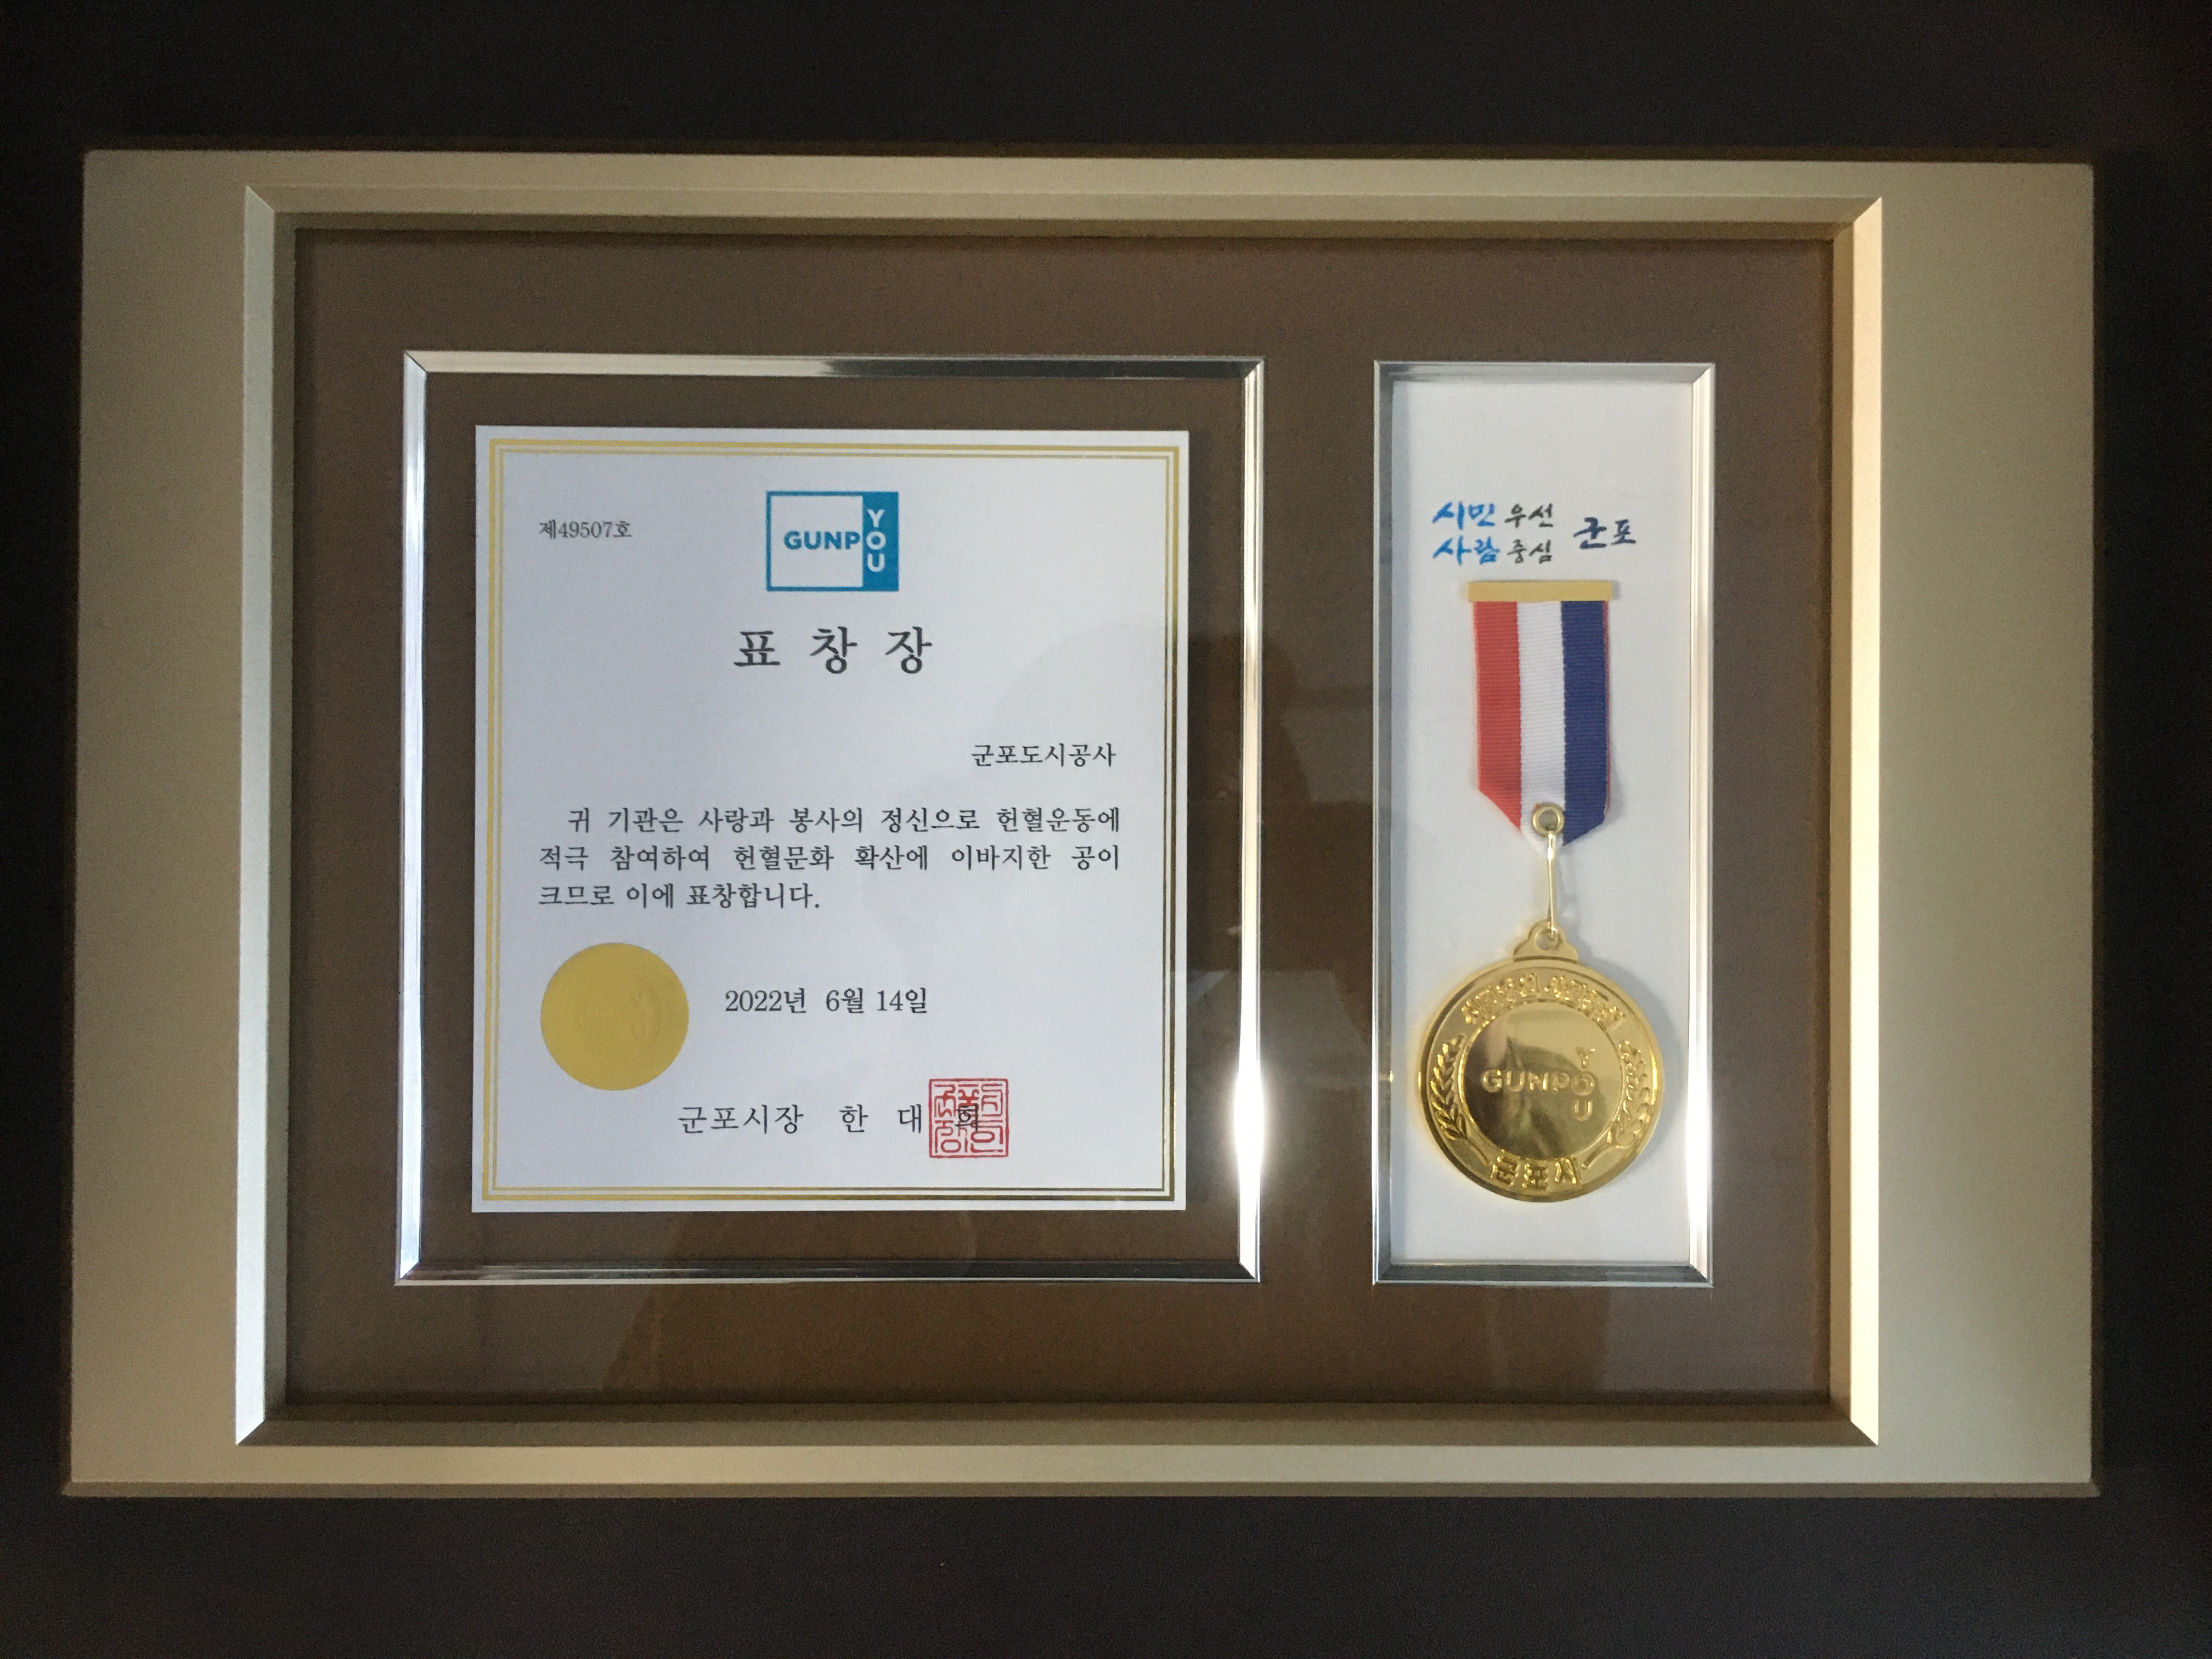 제49507호
GUNPOYOU
표 창 장
군포도시공사
귀 기관은 사랑과 봉사의 정신으로 헌혈운동에
적극 참여하여 헌혈문화 확산에 이바지한 공이
크므로 이에 표창합니다.
2022년 6월 14일
군포시장 한 대 희
시민 우선
사람 중심 군포
GUNPOYOU
군포시